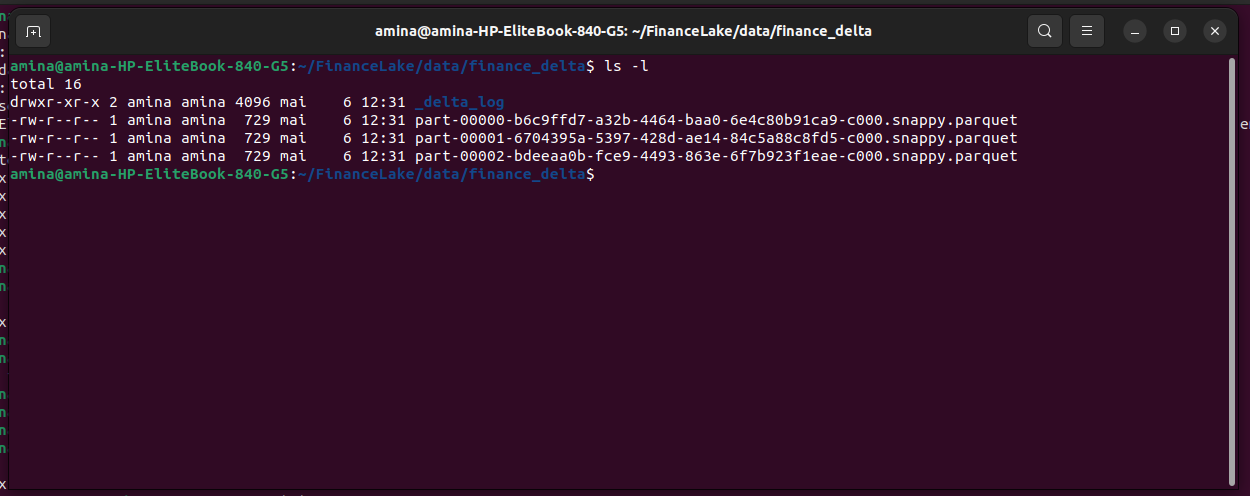 amina@amina-HP-EliteBook-840-G5: ~/FinanceLake/data/finance_delta
amina@amina-HP-EliteBook-840-G5:~/FinanceLake/data/finance_delta$ ls -l
total 16
drwxr-xr-x 2 amina amina 4096 mai    6 12:31 _delta_log
-rw-r--r-- 1 amina amina  729 mai    6 12:31 part-00000-b6c9ffd7-a32b-4464-baa0-6e4c80b91ca9-c000.snappy.parquet
-rw-r--r-- 1 amina amina  729 mai    6 12:31 part-00001-6704395a-5397-428d-ae14-84c5a88c8fd5-c000.snappy.parquet
-rw-r--r-- 1 amina amina  729 mai    6 12:31 part-00002-bdeeaa0b-fce9-4493-863e-6f7b923f1eae-c000.snappy.parquet
amina@amina-HP-EliteBook-840-G5:~/FinanceLake/data/finance_delta$